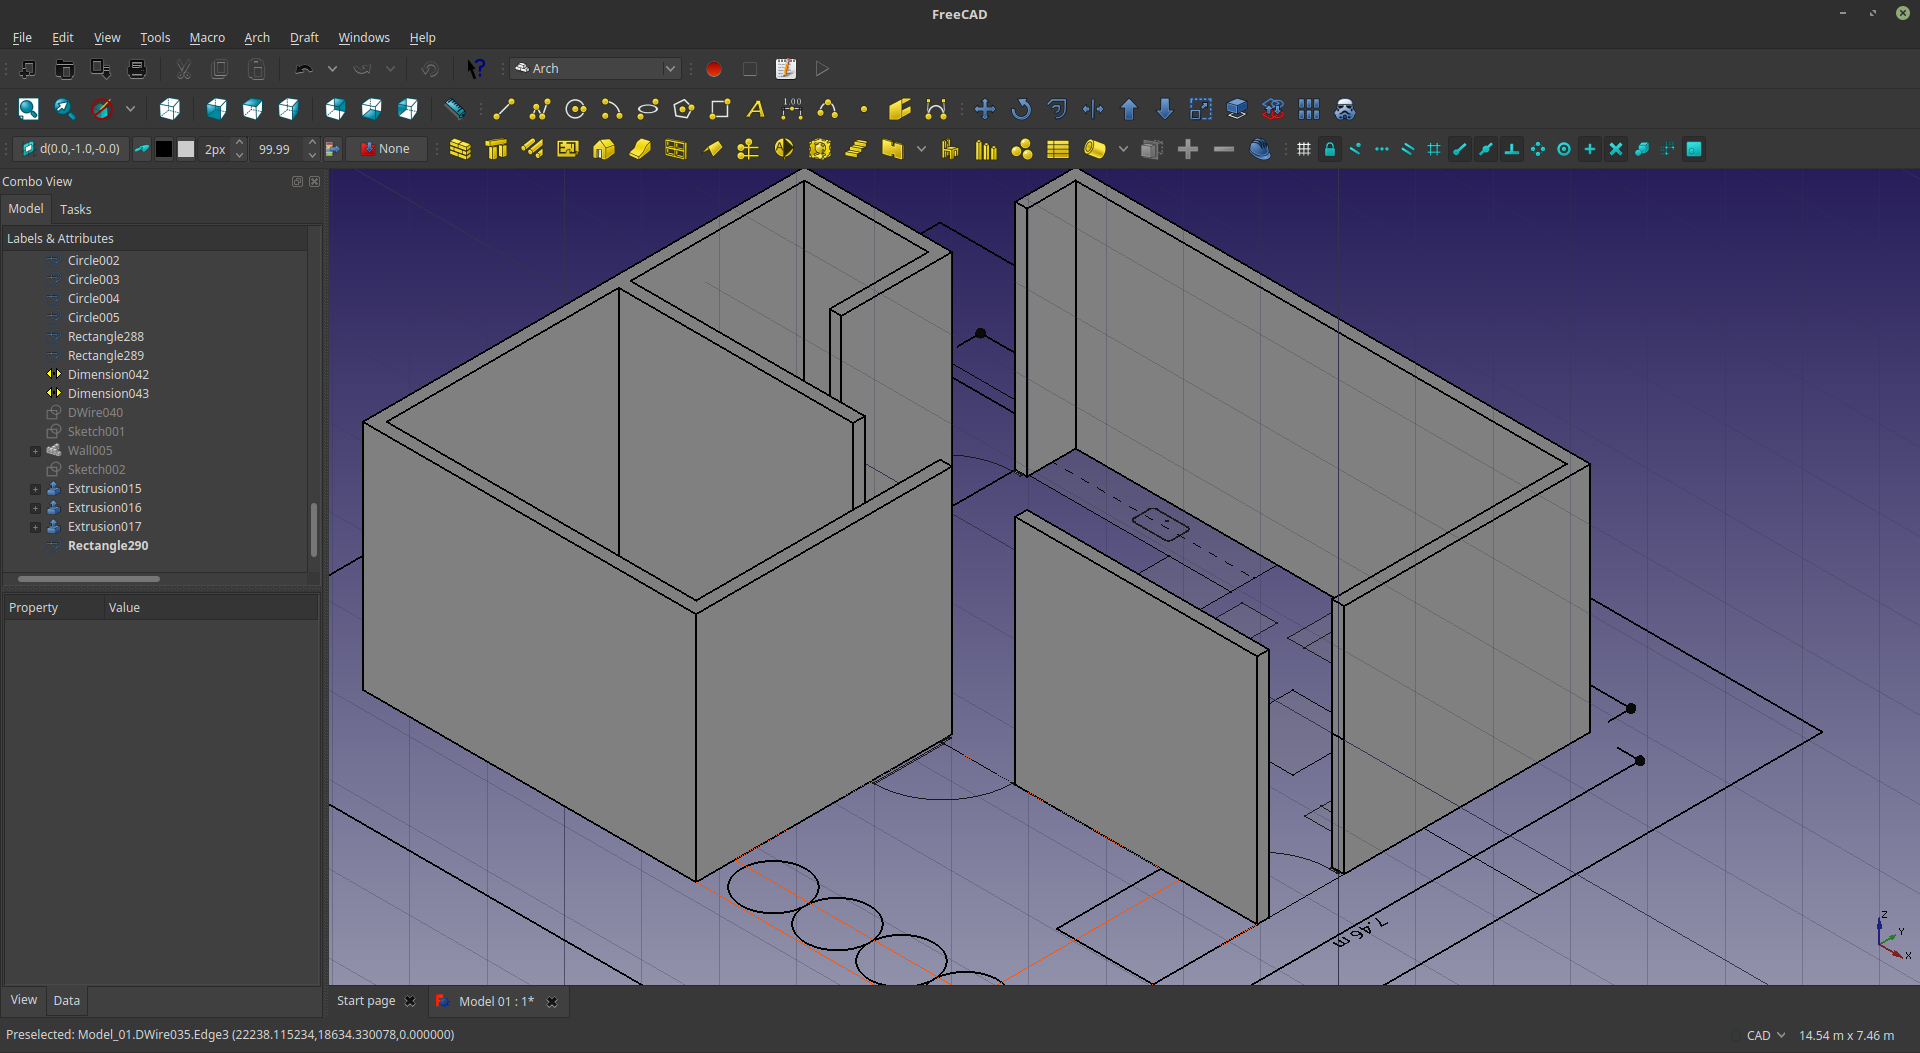 FreeCAD
File Edit View Tools Macro Arch Draft Windows Help
Arch
1.00
d(0.0,-1.0,-0.0) 2px 99.99 None
Combo View
Model Tasks
Labels & Attributes
Circle002
Circle003
Circle004
Circle005
Rectangle288
Rectangle289
Dimension042
Dimension043
DWire040
Sketch001
Wall005
Sketch002
Extrusion015
Extrusion016
Extrusion017
Rectangle290
Property Value
7.46m
Z
Y
X
View Data
Start page Model 01 : 1*
Preselected: Model_01.DWire035.Edge3 (22238.115234,18634.330078,0.000000)
CAD 14.54 m x 7.46 m